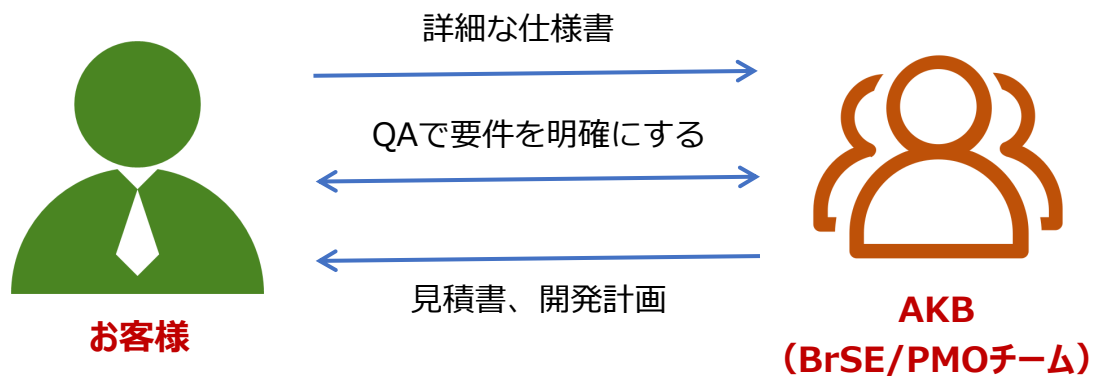 詳細な仕様書
QAで要件を明確にする
見積書、開発計画
お客様
AKB
（BrSE/PMOチーム）